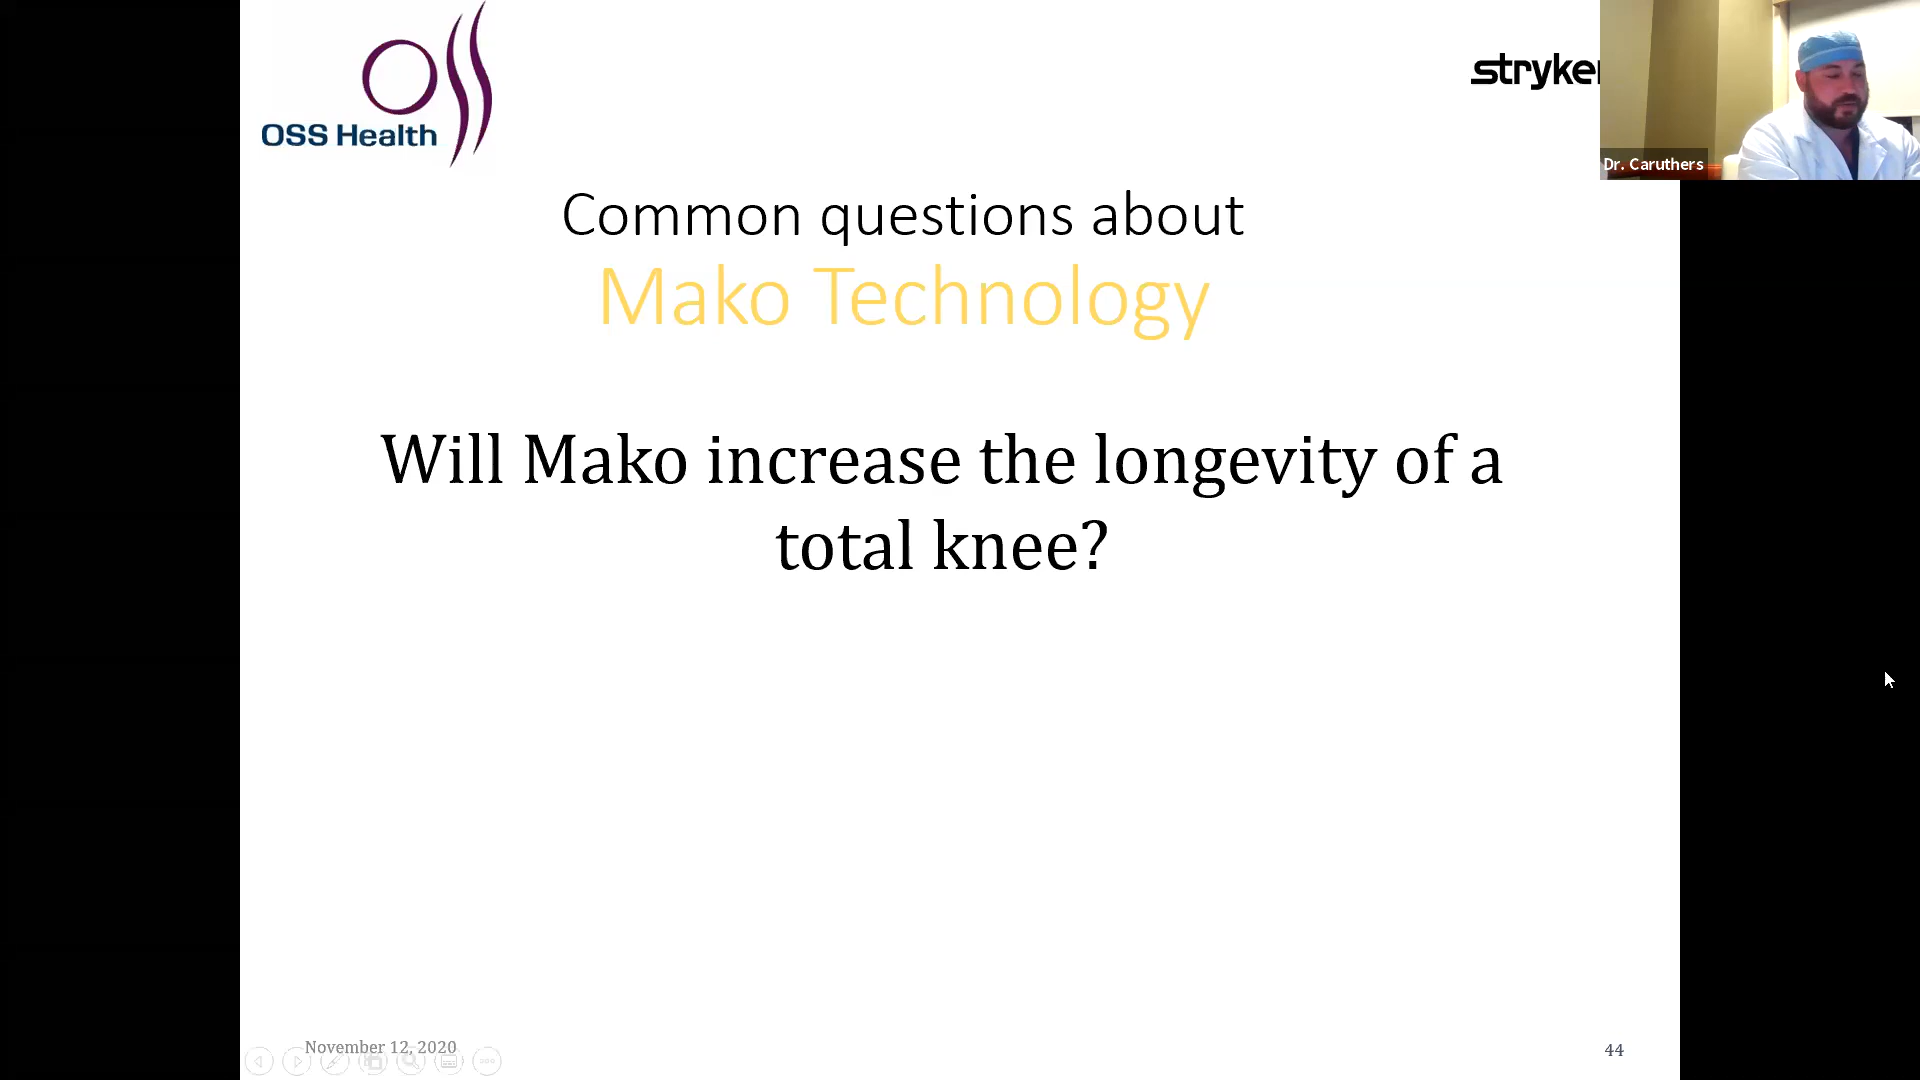 OSS
OSS Health
stryker
Dr. Caruthers
Common questions about
Mako Technology
Will Mako increase the longevity of a
total knee?
November 12, 2020
44